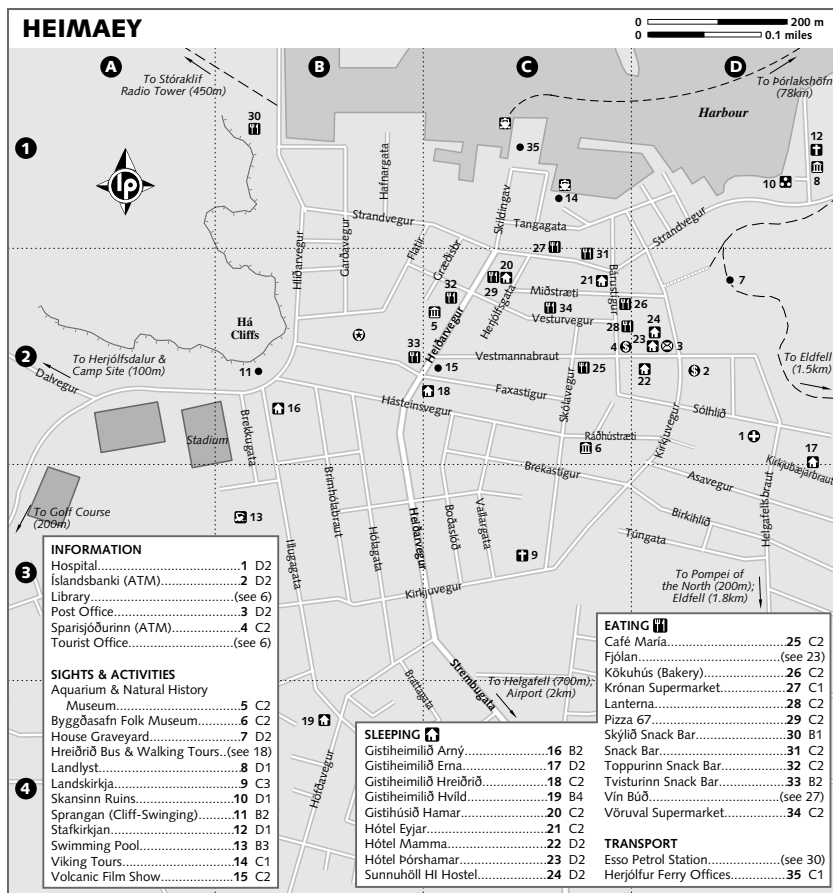 HEIMAEY
0 200 m
0 0.1 miles
A
B
C
D
To Stóraklif
Radio Tower (450m)
To Þórlakshöfn
(78km)
Harbour
30
35
12
1
10
8
14
lp
Hafnargata
Skildingav
Strandvegur
Tangagata
Strandvegur
27
31
Hlíðarvegur
Garðavegur
Flatir
Græðisbr
20
21
Bárustígur
7
32
29
Miðstræti
26
34
5
Herjólfsgata
Vesturvegur
28
24
Há
Cliffs
Heiðarvegur
4
23
3
2
33
15
Vestmannabraut
To Herjólfsdalur &
Camp Site (100m)
To Eldfell
(1.5km)
Dalvegur
11
25
22
2
18
Faxastigur
Skólavegur
16
Hásteinsvegur
Sólhlíð
Stadium
Brekkugata
Ráðhústræti
Kirkjuvegur
1
17
6
Kirkjubæjarbraut
Brekastigur
Asavegur
To Golf Course
(200m)
13
Brimhólabraut
Hólagata
Heiðarvegur
Boðaslóð
Vallargata
Birkihlíð
Helgafellsbraut
Túngata
Illugagata
9
3
Kirkjuvegur
To Pompei of
the North (200m);
Eldfell (1.8km)
Strembugata
To Helgafell (700m);
Airport (2km)
Brattagata
19
Höfðavegur
4
INFORMATION
Hospital 1 D2
Íslandsbanki (ATM) 2 D2
Library (see 6)
Post Office 3 D2
Sparisjóðurinn (ATM) 4 C2
Tourist Office (see 6)
SIGHTS & ACTIVITIES
Aquarium & Natural History
Museum 5 C2
Byggðasafn Folk Museum 6 C2
House Graveyard 7 D2
Hreiðrið Bus & Walking Tours..(see 18)
Landlyst 8 D1
Landskirkja 9 C3
Skansinn Ruins 10 D1
Sprangan (Cliff-Swinging) 11 B2
Stafkirkjan 12 D1
Swimming Pool 13 B3
Viking Tours 14 C1
Volcanic Film Show 15 C2
SLEEPING
Gistiheimilið Arný 16 B2
Gistiheimilið Erna 17 D2
Gistiheimilið Hreiðrið 18 C2
Gistiheimilið Hvíld 19 B4
Gistihúsið Hamar 20 C2
Hótel Eyjar 21 C2
Hótel Mamma 22 D2
Hótel Þórshamar 23 D2
Sunnuhöll HI Hostel 24 D2
EATING
Café María 25 C2
Fjólan (see 23)
Kökuhús (Bakery) 26 C2
Krónan Supermarket 27 C1
Lanterna 28 C2
Pizza 67 29 C2
Skýlið Snack Bar 30 B1
Snack Bar 31 C2
Toppurinn Snack Bar 32 C2
Tvisturinn Snack Bar 33 B2
Vín Búð (see 27)
Vöruval Supermarket 34 C2
TRANSPORT
Esso Petrol Station (see 30)
Herjólfur Ferry Offices 35 C1